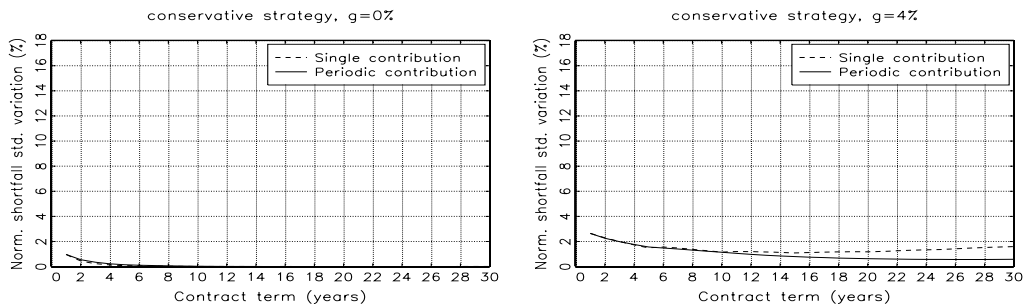 conservative strategy, g=0%
Norm. shortfall std. variation (%)
18
16
14
12
10
8
6
4
2
0
Single contribution
Periodic contribution
0 2 4 6 8 10 12 14 16 18 20 22 24 26 28 30
Contract term (years)
conservative strategy, g=4%
Norm. shortfall std. variation (%)
18
16
14
12
10
8
6
4
2
0
Single contribution
Periodic contribution
0 2 4 6 8 10 12 14 16 18 20 22 24 26 28 30
Contract term (years)